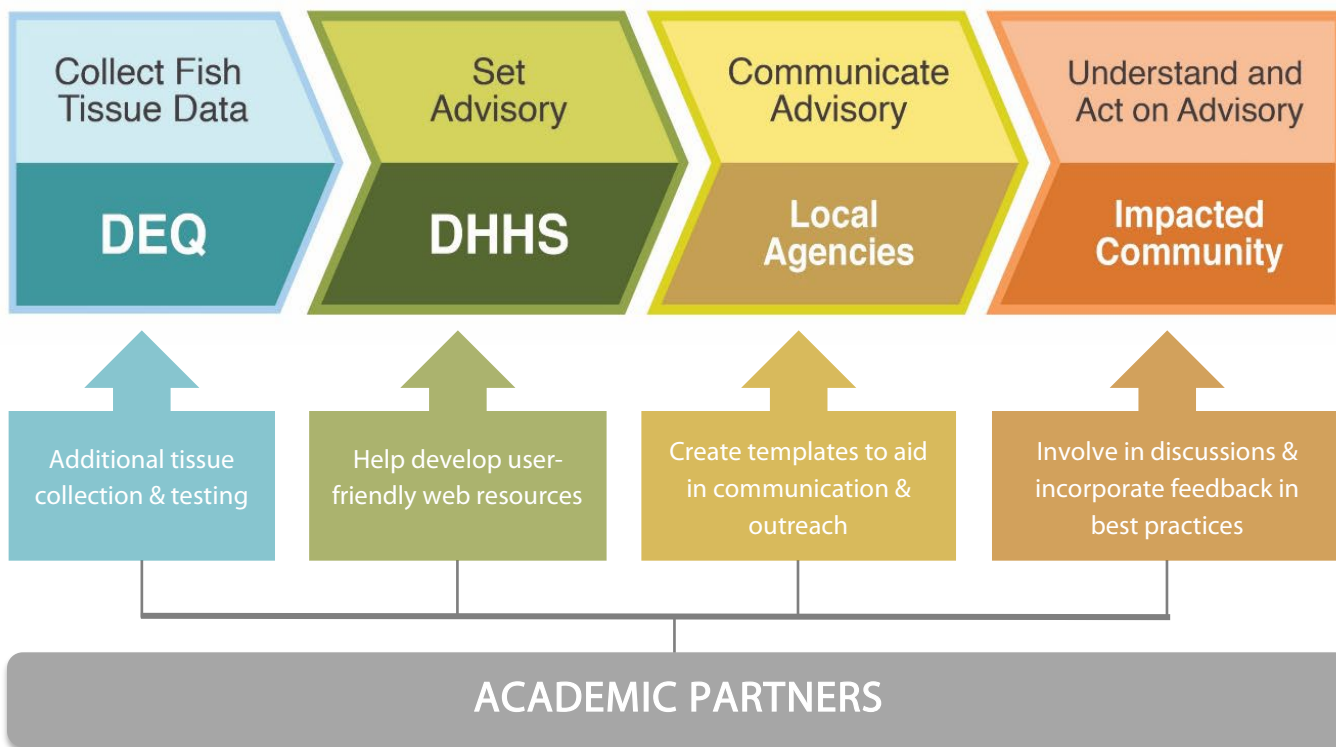 Collect Fish
Tissue Data
DEQ
Set
Advisory
DHHS
Communicate
Advisory
Local
Agencies
Understand and
Act on Advisory
Impacted
Community
Additional tissue
collection & testing
Help develop user-
friendly web resources
Create templates to aid
in communication &
outreach
Involve in discussions &
incorporate feedback in
best practices
ACADEMIC PARTNERS